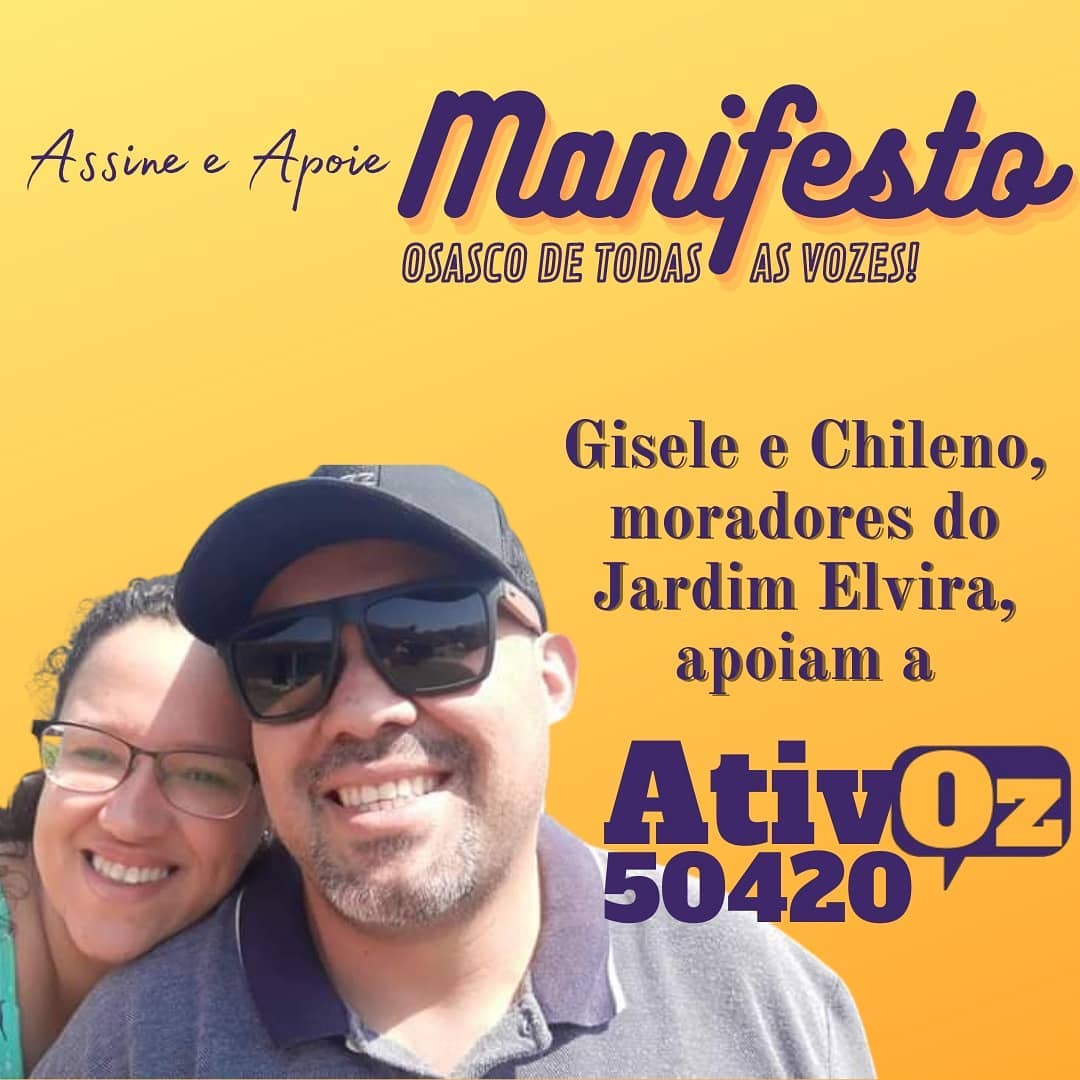 Assine e Apoie Manifesto
OSASCO DE TODAS AS VOZES!
Gisele e Chileno,
moradores do
Jardim Elvira,
apoiam a
AtivOz
50420